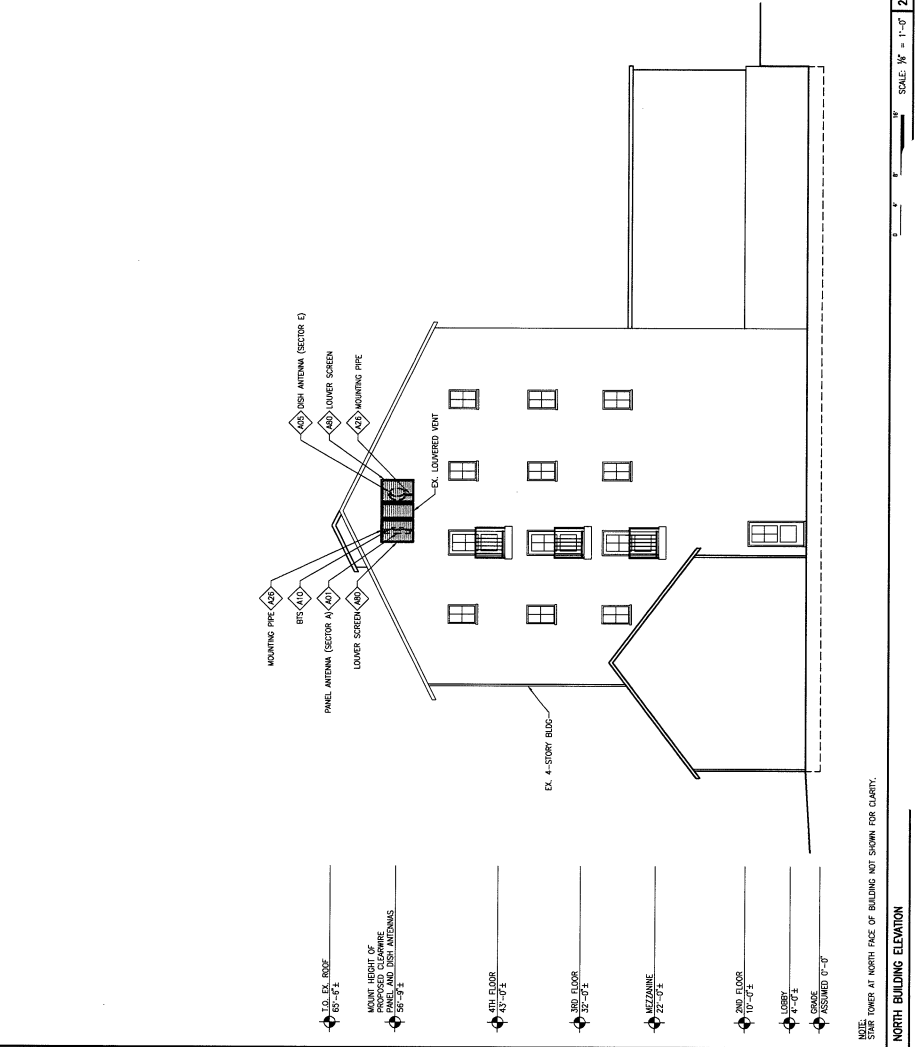 MOUNTING PIPE A26
BTS A10
PANEL ANTENNA (SECTOR A) A01
LOUVER SCREEN A80
A05 DISH ANTENNA (SECTOR E)
A80 LOUVER SCREEN
A26 MOUNTING PIPE
EX. LOUVERED VENT
EX. 4-STORY BLDG
T.O. EX. ROOF
65'-6"±
MOUNT HEIGHT OF
PROPOSED CLEARWIRE
PANEL AND DISH ANTENNAS
56'-9"±
4TH FLOOR
43'-0"±
3RD FLOOR
32'-0"±
MEZZANINE
22'-0"±
2ND FLOOR
10'-0"±
LOBBY
4'-0"±
GRADE
ASSUMED 0'-0"
NOTE:
STAIR TOWER AT NORTH FACE OF BUILDING NOT SHOWN FOR CLARITY.
NORTH BUILDING ELEVATION
0 4' 8' 16'
SCALE: 1/8" = 1'-0"
2